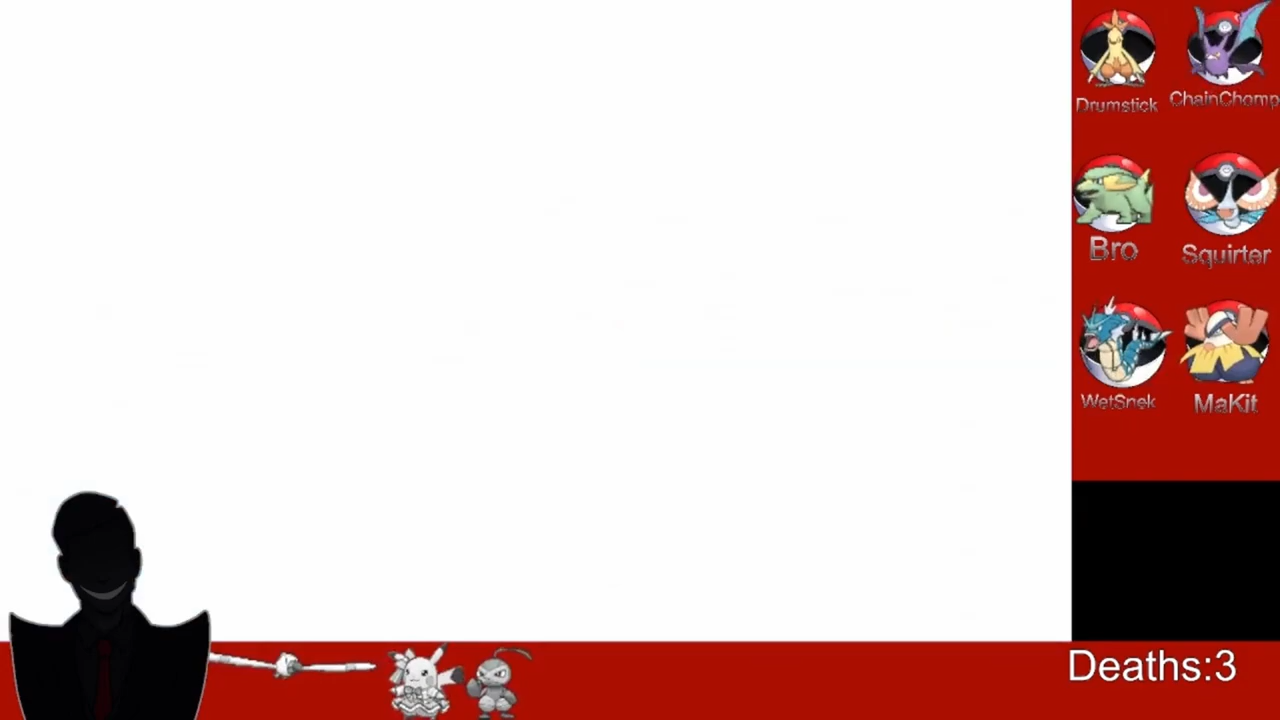 Drumstick
ChainChomp
Bro
Squirter
WetSnek
MaKit
Deaths:3